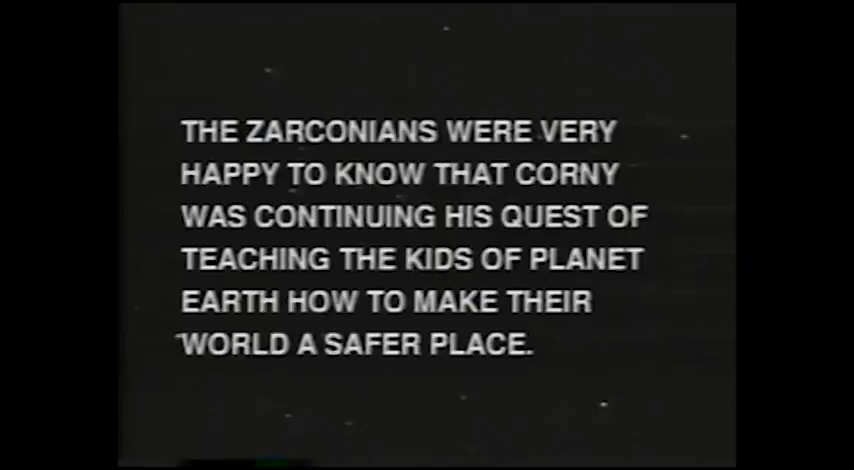 THE ZARCONIANS WERE VERY
HAPPY TO KNOW THAT CORNY
WAS CONTINUING HIS QUEST OF
TEACHING THE KIDS OF PLANET
EARTH HOW TO MAKE THEIR
WORLD A SAFER PLACE.